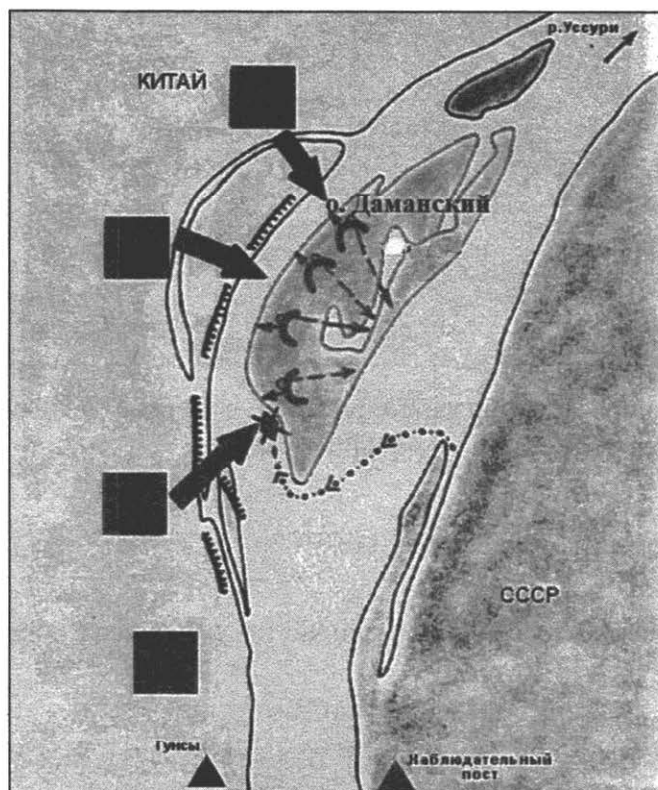 р.Уссури
КИТАЙ
о. Даманский
СССР
Гунсы
Наблюдательный
пост